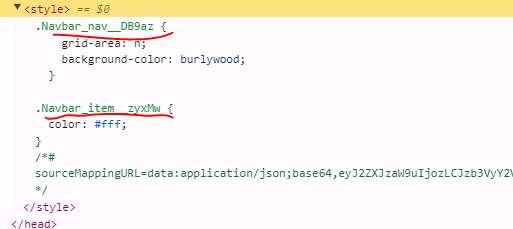 <style> == $0
.Navbar_nav__DB9az {
grid-area: n;
background-color: burlywood;
}
.Navbar_item__zyxMw {
color: #fff;
}
/*#
sourceMappingURL=data:application/json;base64,eyJ2ZXJzaW9uIjozLCJzb3VyY2V
*/
</style>
</head>